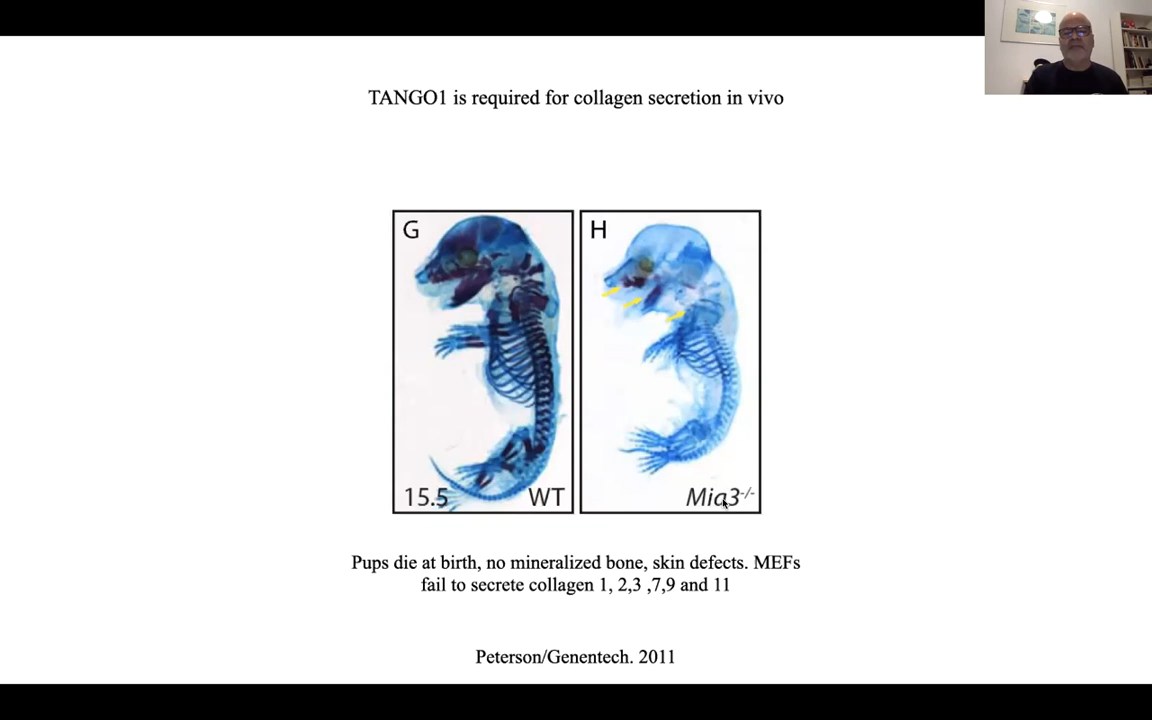 TANGO1 is required for collagen secretion in vivo
G
H
15.5
WT
Mia3-/-
Pups die at birth, no mineralized bone, skin defects. MEFs
fail to secrete collagen 1, 2,3 ,7,9 and 11
Peterson/Genentech. 2011